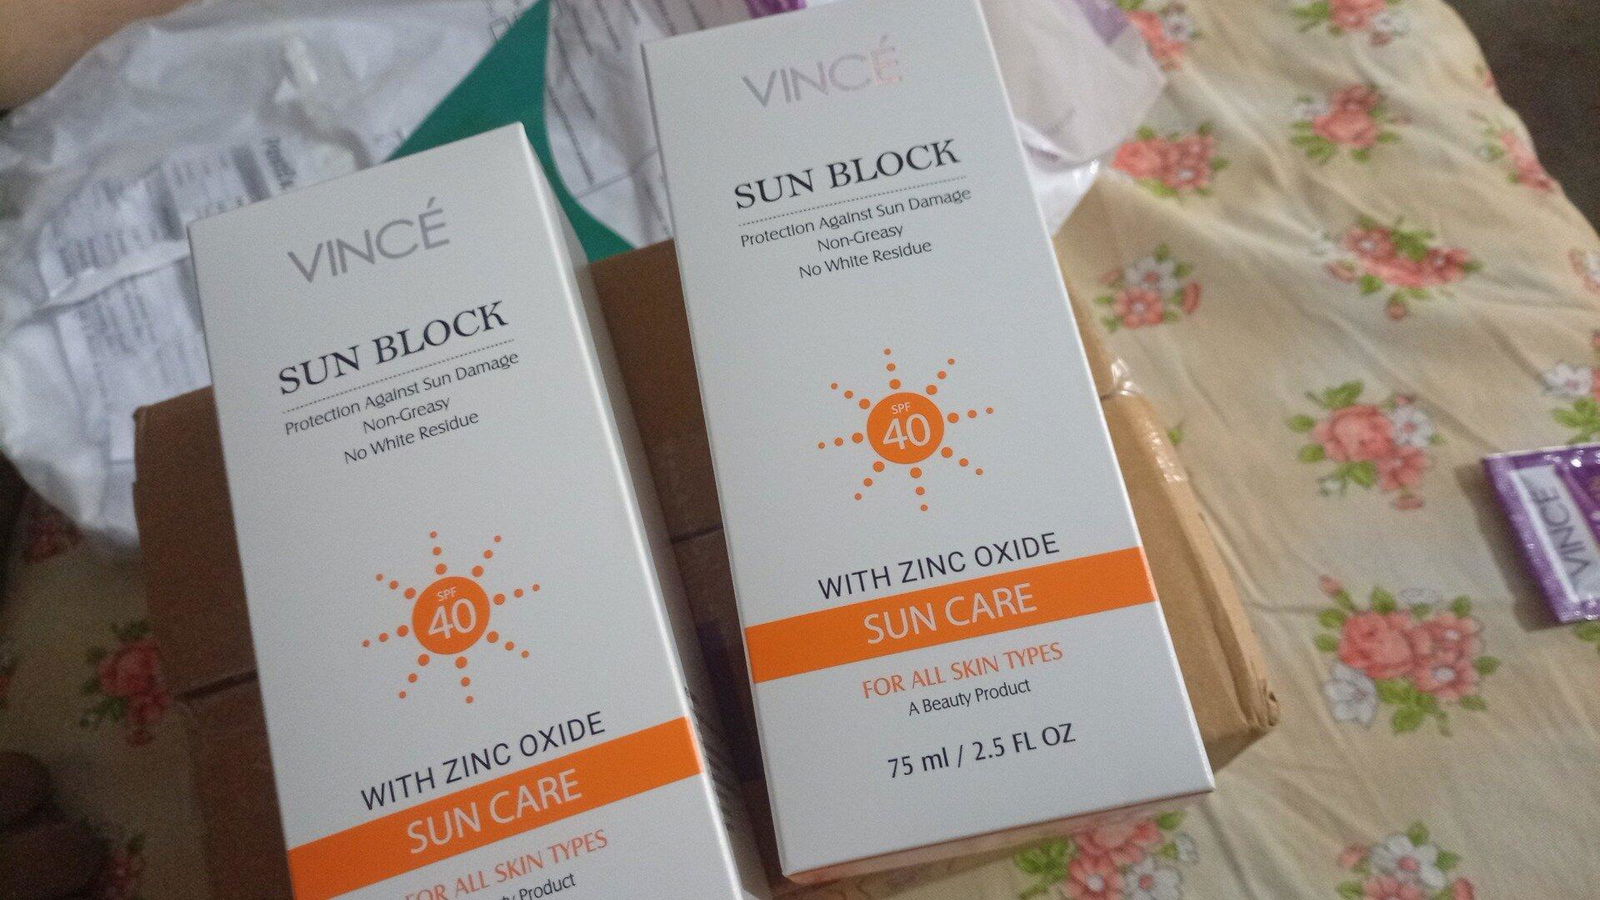 VINCÉ
SUN BLOCK
Protection Against Sun Damage
Non-Greasy
No White Residue
SPF
40
WITH ZINC OXIDE
SUN CARE
FOR ALL SKIN TYPES
Product
VINCÉ
SUN BLOCK
Protection Against Sun Damage
Non-Greasy
No White Residue
SPF
40
WITH ZINC OXIDE
SUN CARE
FOR ALL SKIN TYPES
A Beauty Product
75 ml / 2.5 FL OZ
VINCÉ